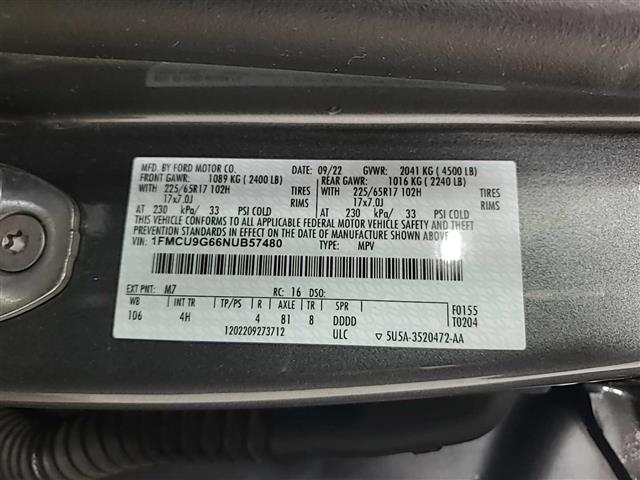 MFD. BY FORD MOTOR CO. 09/22 GVWR: 2041 KG ( 4500 LB)
FRONT GAWR: 1089 KG ( 2400 LB) REAR GAWR: 1016 KG ( 2240 LB)
WITH 225/65R17 102H TIRES WITH 225/65R17 102H TIRES
17x7.0J RIMS 17x7.0J RIMS
AT 230 kPa/ 33 PSI COLD AT 230 kPa/ 33 PSI COLD
THIS VEHICLE CONFORMS TO ALL APPLICABLE FEDERAL MOTOR VEHICLE SAFETY AND THEFT
PREVENTION STANDARDS IN EFFECT ON THE DATE OF MANUFACTURE SHOWN ABOVE.
VIN: 1FMCU9G66NUB57480 TYPE: MPV
EXT PNT: M7 RC: 16 DSO:
WB INT TR TP/PS R AXLE TR SPR
106 4H 4 81 8 DDDD
F0155
T0204
1202209273712 ULC 5U5A-3520472-AA